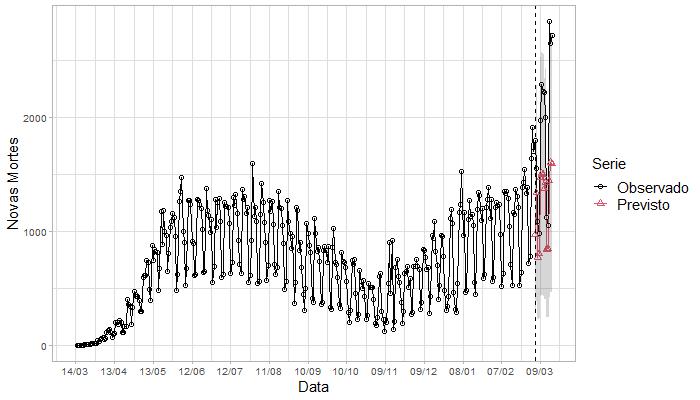 Novas Mortes
2000
1000
0
14/03 13/04 13/05 12/06 12/07 11/08 10/09 10/10 09/11 09/12 08/01 07/02 09/03
Data
Serie
Observado
Previsto